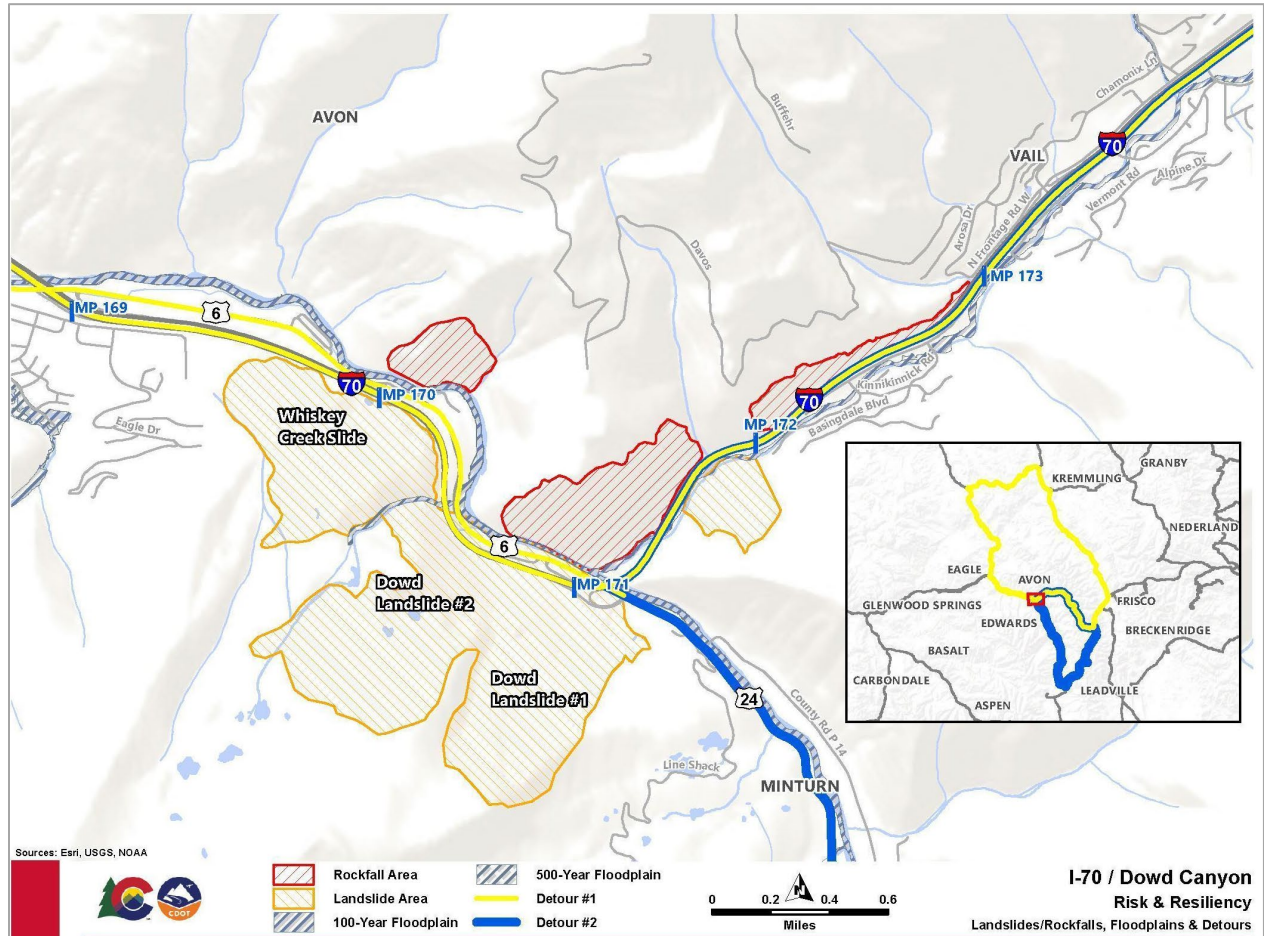 AVON
Buffehr
Chamonix Ln
70
VAIL
Alpine Dr
Vermont Rd
Arosa Dr
N Frontage Rd W
Davos
MP 173
MP 169
6
70
MP 170
Kinnikinnick Rd
70
Basingdale Blvd
MP 172
Eagle Dr
Whiskey
Creek Slide
6
MP 171
Dowd
Landslide #2
Dowd
Landslide #1
24
County Rd P 14
Line Shack
MINTURN
GRANBY
KREMMLING
NEDERLAND
EAGLE
AVON
GLENWOOD SPRINGS
FRISCO
EDWARDS
BRECKENRIDGE
BASALT
CARBONDALE
LEADVILLE
ASPEN
Sources: Esri, USGS, NOAA
CDOT
Rockfall Area
Landslide Area
100-Year Floodplain
500-Year Floodplain
Detour #1
Detour #2
N
0 0.2 0.4 0.6
Miles
I-70 / Dowd Canyon
Risk & Resiliency
Landslides/Rockfalls, Floodplains & Detours